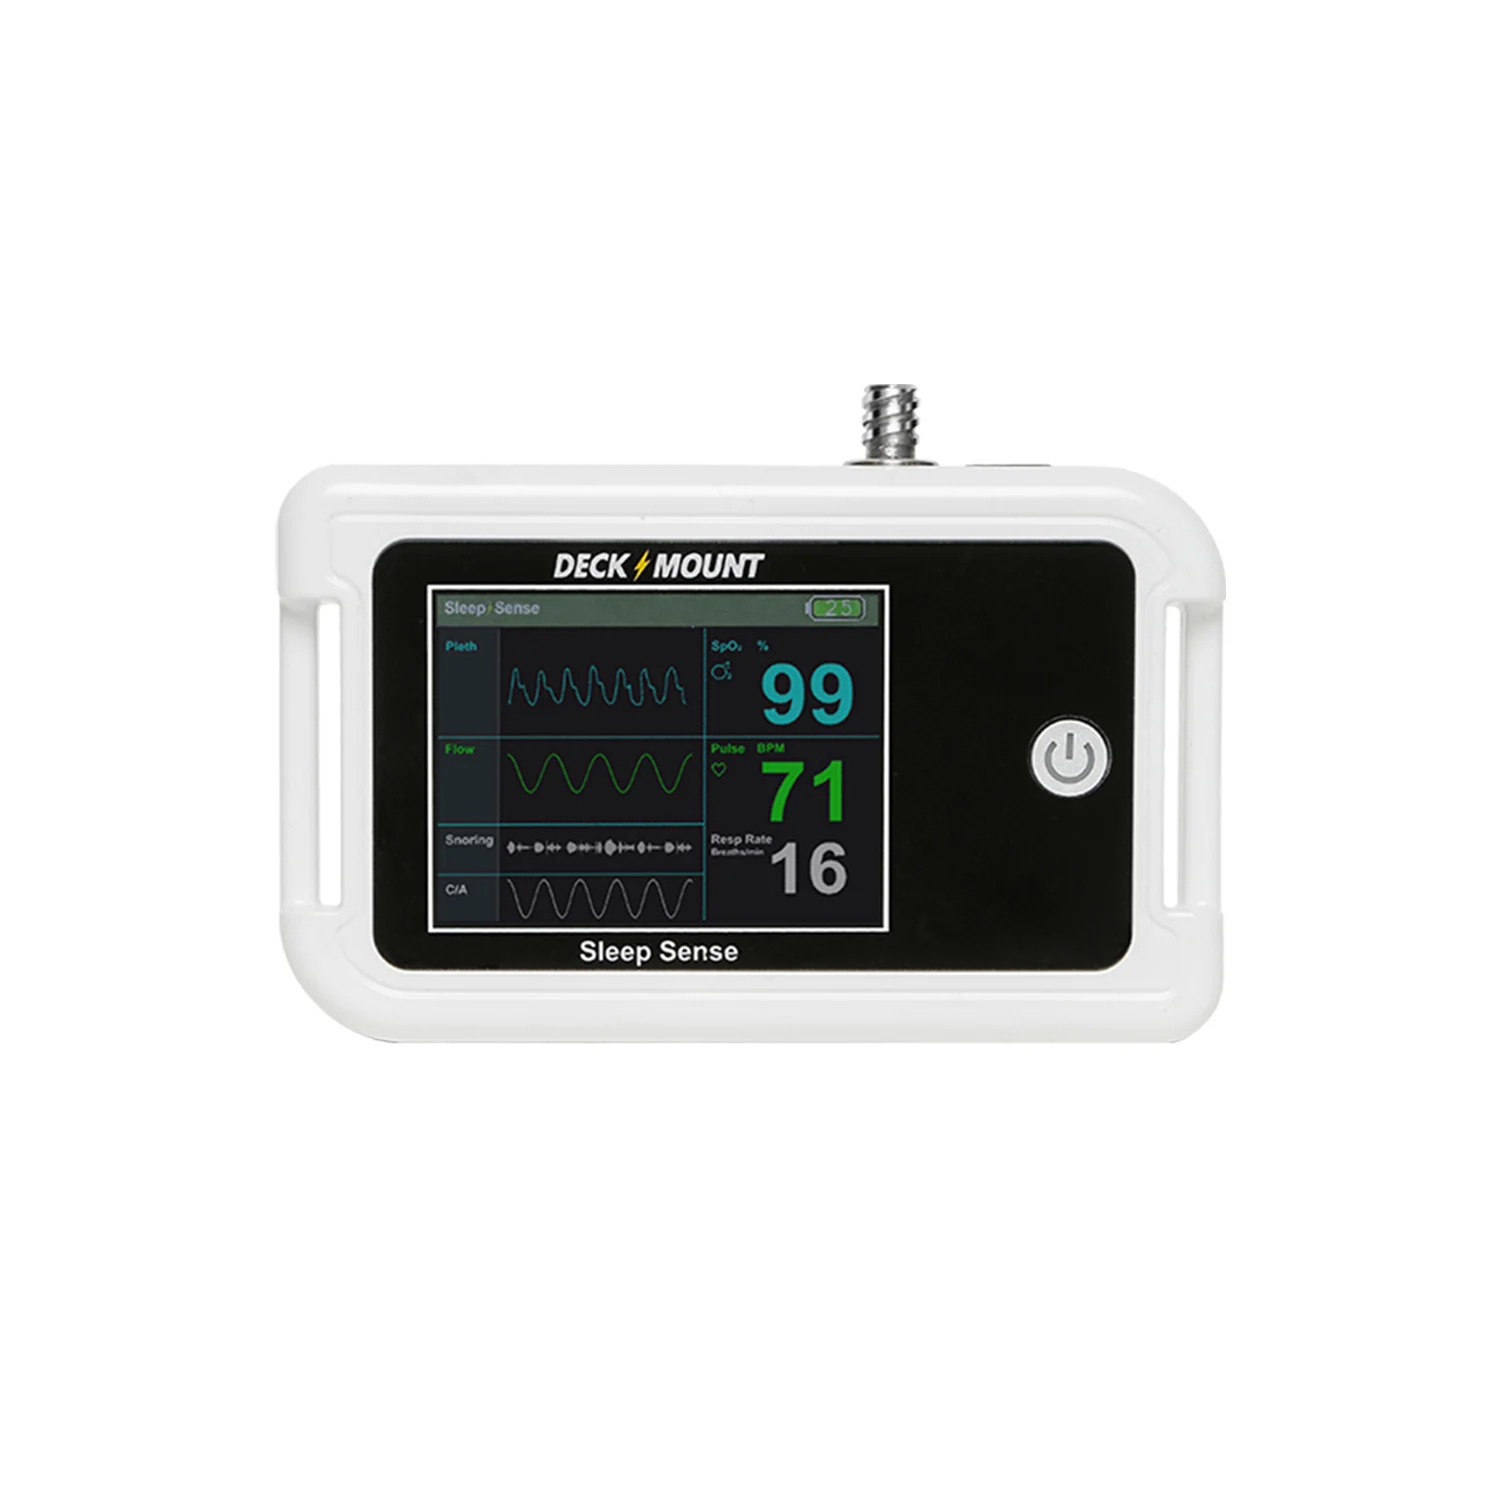 DECK MOUNT
Sleep Sense
25
Pleth
SpO₂ %
99
Flow
Pulse BPM
71
Snoring
Resp Rate
Breaths/min
16
C/A
Sleep Sense